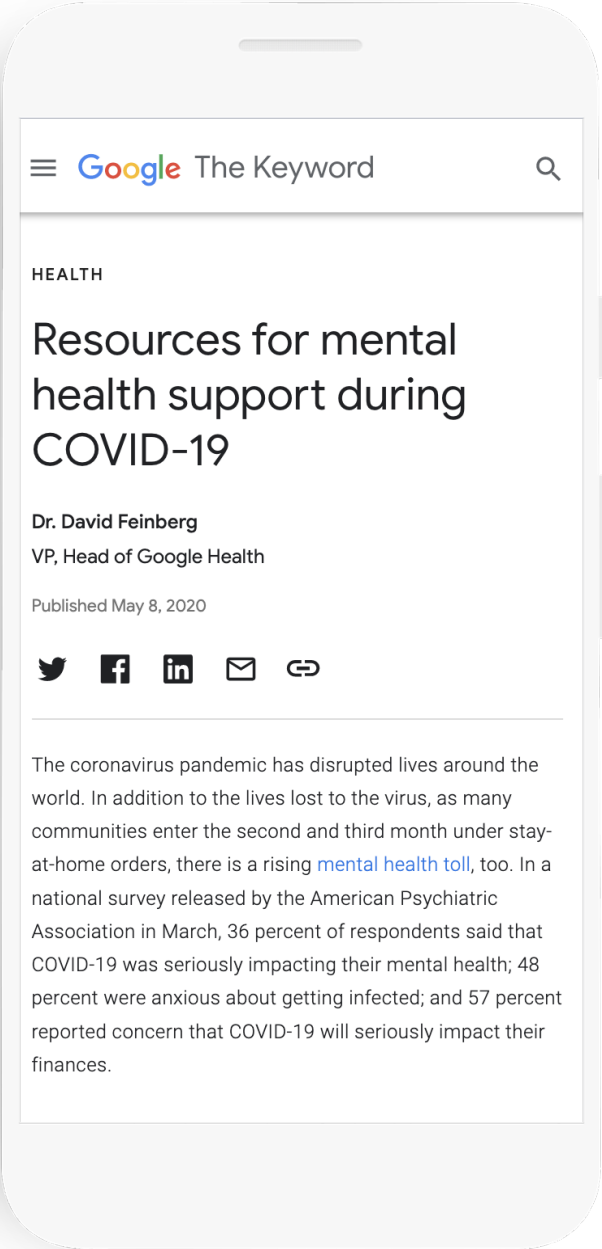 Google The Keyword
HEALTH
Resources for mental
health support during
COVID-19
Dr. David Feinberg
VP, Head of Google Health
Published May 8, 2020
The coronavirus pandemic has disrupted lives around the
world. In addition to the lives lost to the virus, as many
communities enter the second and third month under stay-
at-home orders, there is a rising mental health toll, too. In a
national survey released by the American Psychiatric
Association in March, 36 percent of respondents said that
COVID-19 was seriously impacting their mental health; 48
percent were anxious about getting infected; and 57 percent
reported concern that COVID-19 will seriously impact their
finances.